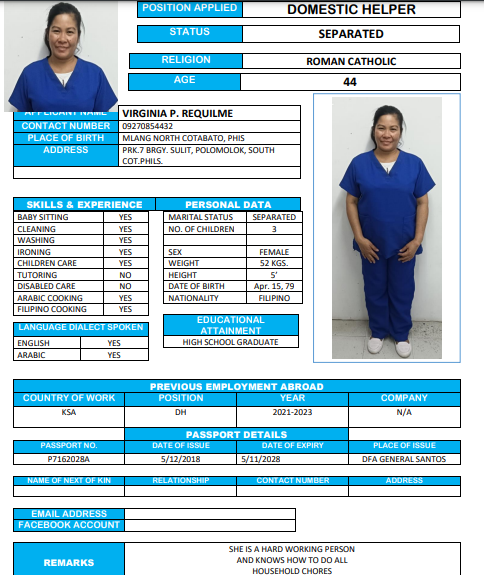 POSITION APPLIED DOMESTIC HELPER
STATUS SEPARATED
RELIGION ROMAN CATHOLIC
AGE 44
APPLICANT NAME VIRGINIA P. REQUILME
CONTACT NUMBER 09270854432
PLACE OF BIRTH MLANG NORTH COTABATO, PHIS
ADDRESS PRK.7 BRGY. SULIT, POLOMOLOK, SOUTH
COT.PHILS.
SKILLS & EXPERIENCE
BABY SITTING YES
CLEANING YES
WASHING YES
IRONING YES
CHILDREN CARE YES
TUTORING NO
DISABLED CARE NO
ARABIC COOKING YES
FILIPINO COOKING YES
LANGUAGE DIALECT SPOKEN
ENGLISH YES
ARABIC YES
PERSONAL DATA
MARITAL STATUS SEPARATED
NO. OF CHILDREN 3
SEX FEMALE
WEIGHT 52 KGS.
HEIGHT 5'
DATE OF BIRTH Apr. 15, 79
NATIONALITY FILIPINO
EDUCATIONAL
ATTAINMENT
HIGH SCHOOL GRADUATE
PREVIOUS EMPLOYMENT ABROAD
COUNTRY OF WORK POSITION YEAR COMPANY
KSA DH 2021-2023 N/A
PASSPORT DETAILS
PASSPORT NO. DATE OF ISSUE DATE OF EXPIRY PLACE OF ISSUE
P7162028A 5/12/2018 5/11/2028 DFA GENERAL SANTOS
NAME OF NEXT OF KIN RELATIONSHIP CONTACT NUMBER ADDRESS
EMAIL ADDRESS
FACEBOOK ACCOUNT
REMARKS
SHE IS A HARD WORKING PERSON
AND KNOWS HOW TO DO ALL
HOUSEHOLD CHORES